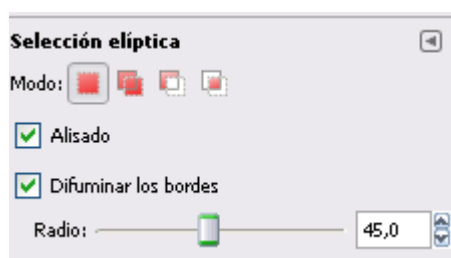 Selección elíptica
Modo:
Alisado
Difuminar los bordes
Radio: 45,0